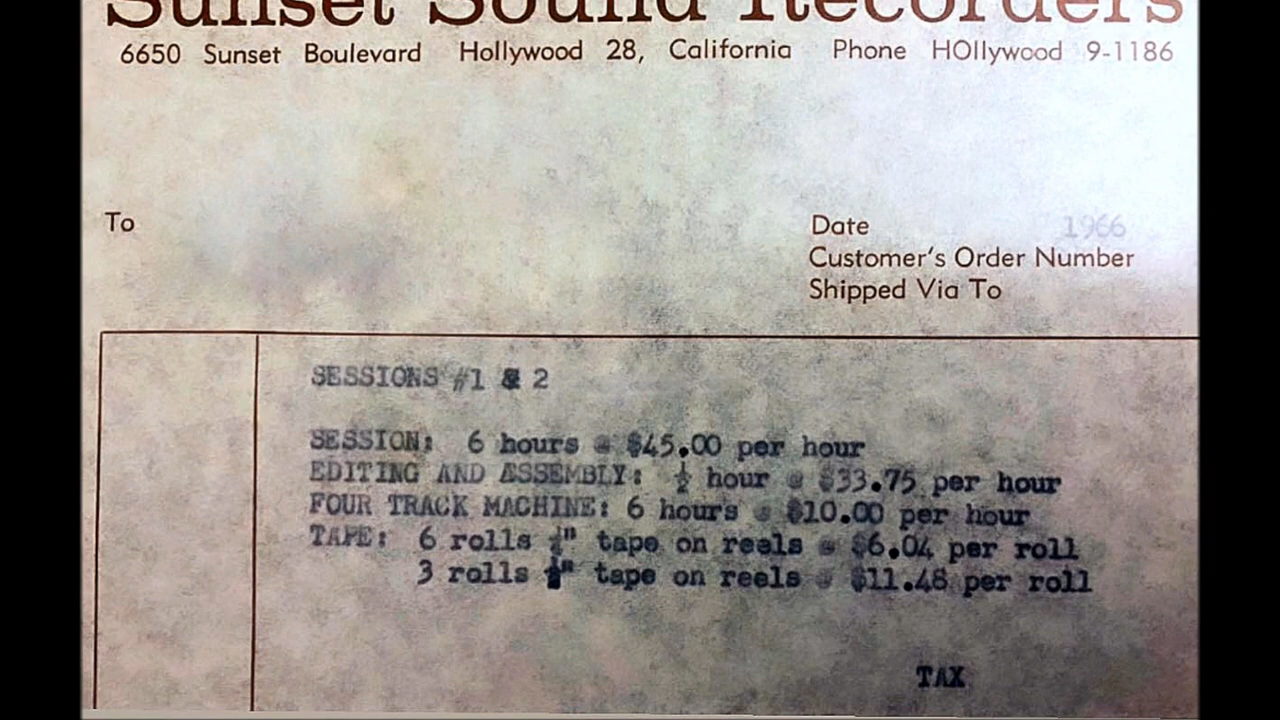 Sunset Sound Recorders
6650 Sunset Boulevard Hollywood 28, California Phone HOllywood 9-1186
To
Date 1966
Customer's Order Number
Shipped Via To
SESSIONS #1 & 2
SESSION: 6 hours @ $45.00 per hour
EDITING AND ASSEMBLY: ½ hour @ $33.75 per hour
FOUR TRACK MACHINE: 6 hours @ $10.00 per hour
TAPE: 6 rolls ¼" tape on reels @ $6.04 per roll
3 rolls ½" tape on reels @ $11.48 per roll
TAX